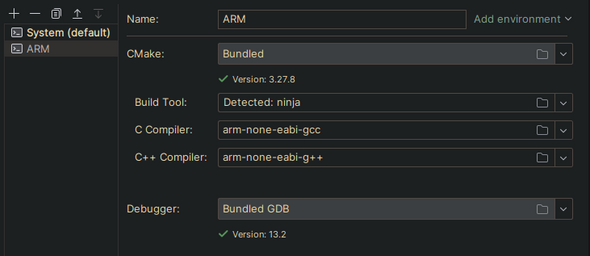 System (default)
ARM
Name: ARM Add environment
CMake: Bundled
Version: 3.27.8
Build Tool: Detected: ninja
C Compiler: arm-none-eabi-gcc
C++ Compiler: arm-none-eabi-g++
Debugger: Bundled GDB
Version: 13.2